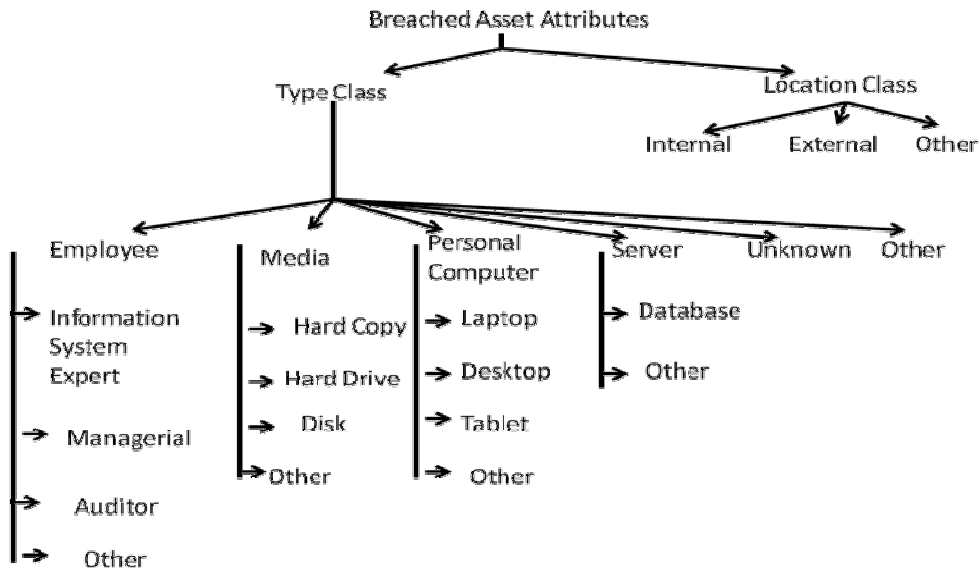 Breached Asset Attributes
Type Class
Location Class
Internal
External
Other
Employee
Media
Personal
Computer
Server
Unknown
Other
Information
System
Expert
Managerial
Auditor
Other
Hard Copy
Hard Drive
Disk
Other
Laptop
Desktop
Tablet
Other
Database
Other